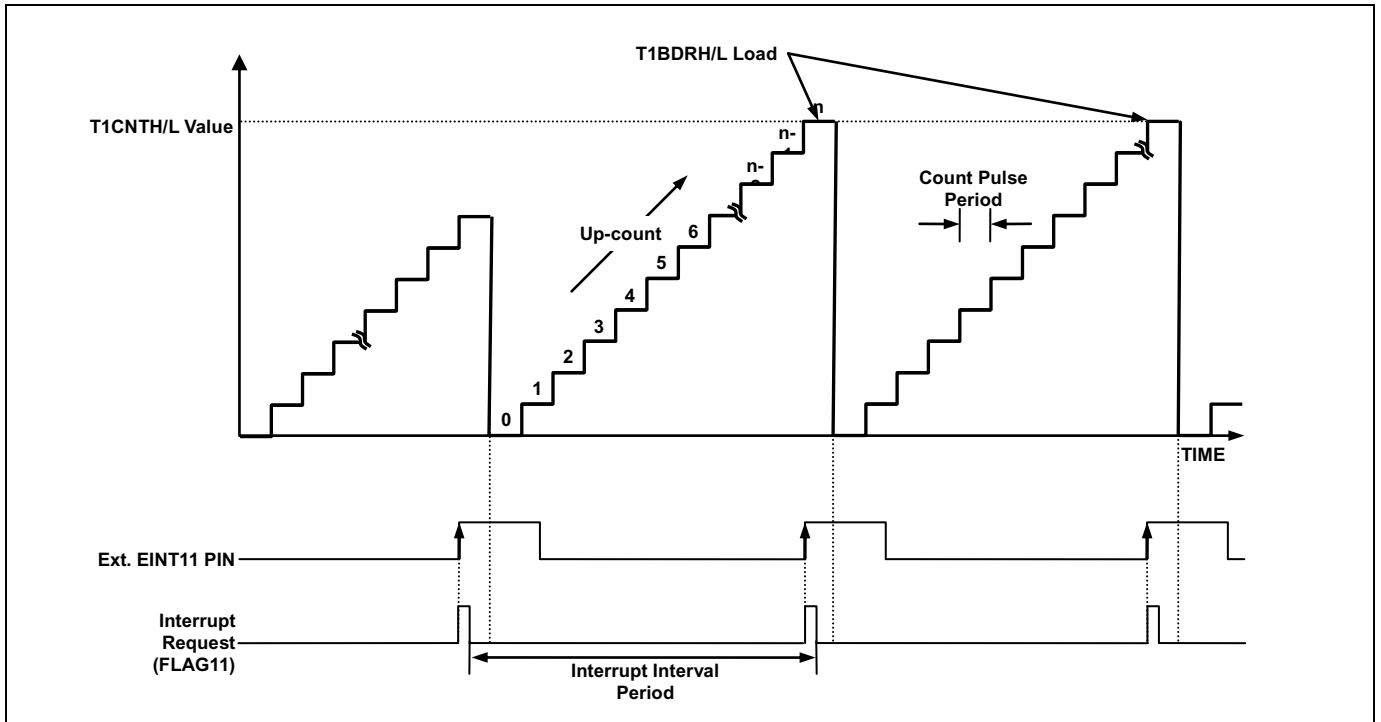 T1BDRH/L Load
T1CNTH/L Value
n
n-
n-
Count Pulse
Period
Up-count
6
5
4
3
2
1
0
TIME
Ext. EINT11 PIN
Interrupt
Request
(FLAG11)
Interrupt Interval
Period